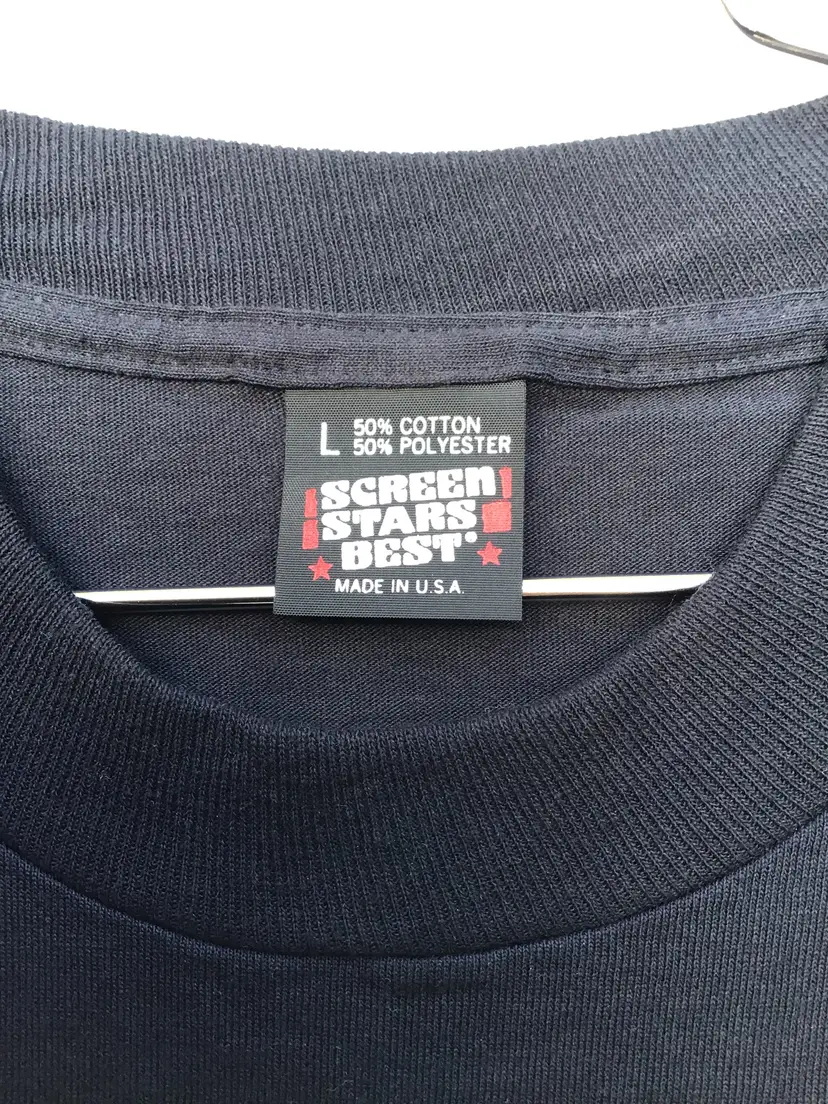 L 50% COTTON
50% POLYESTER
SCREEN
STARS
BEST®
MADE IN U.S.A.